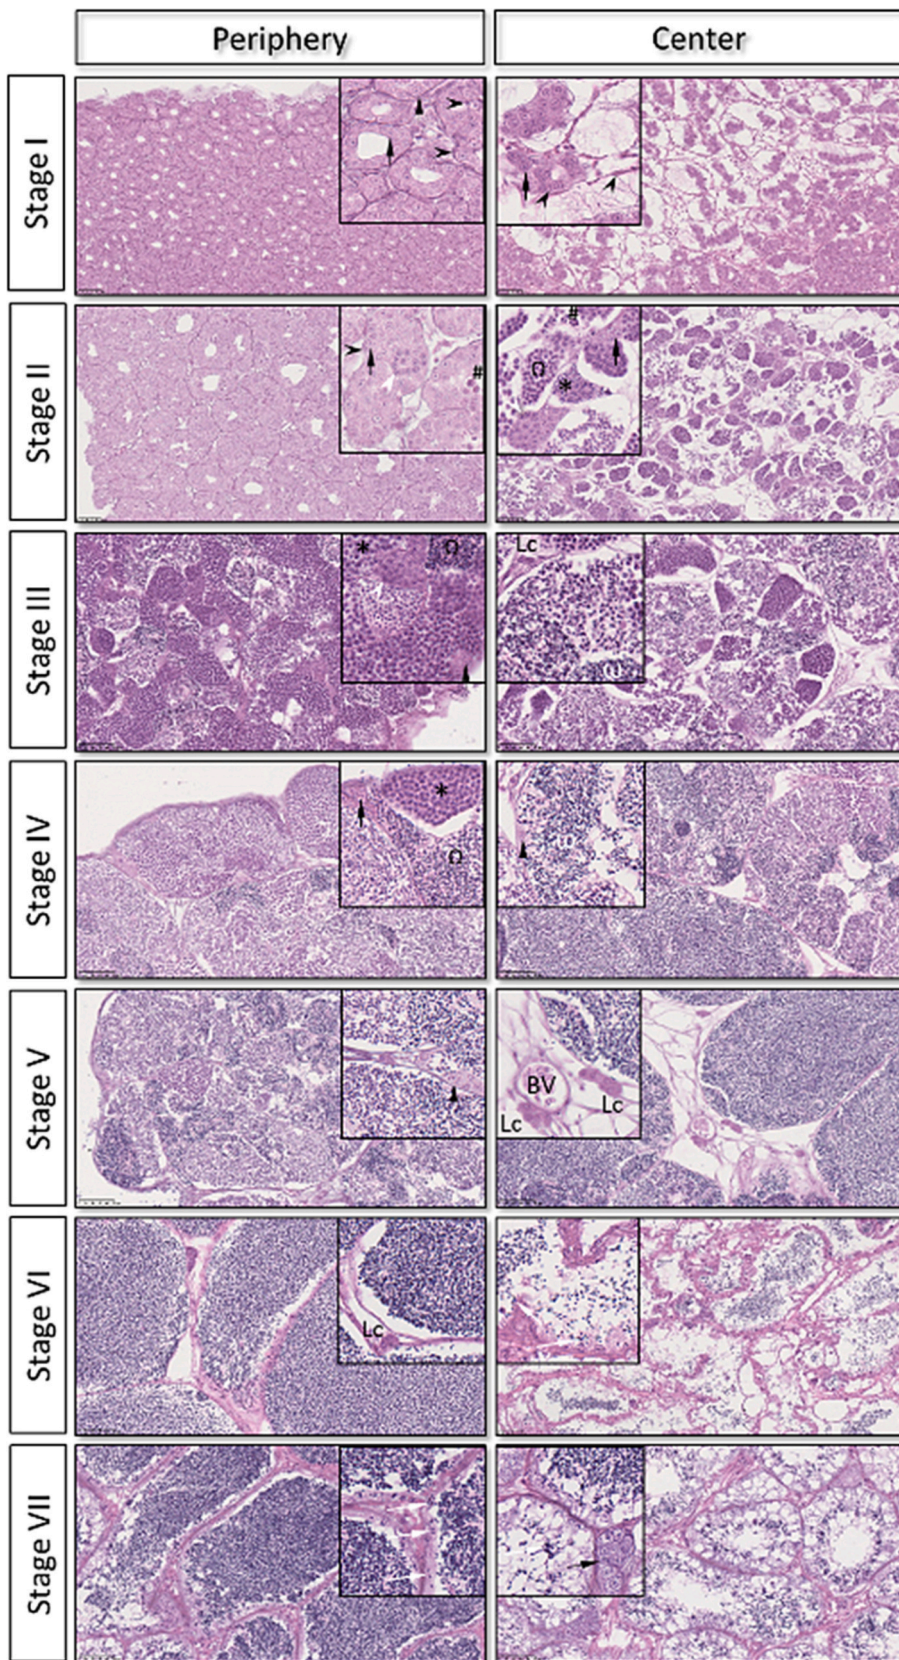 Periphery
Center
Stage I
Stage II
#
#
Ω
*
Stage III
*
Ω
Lc
Ω
Stage IV
*
Ω
Stage V
BV
Lc
Lc
Stage VI
Lc
Stage VII